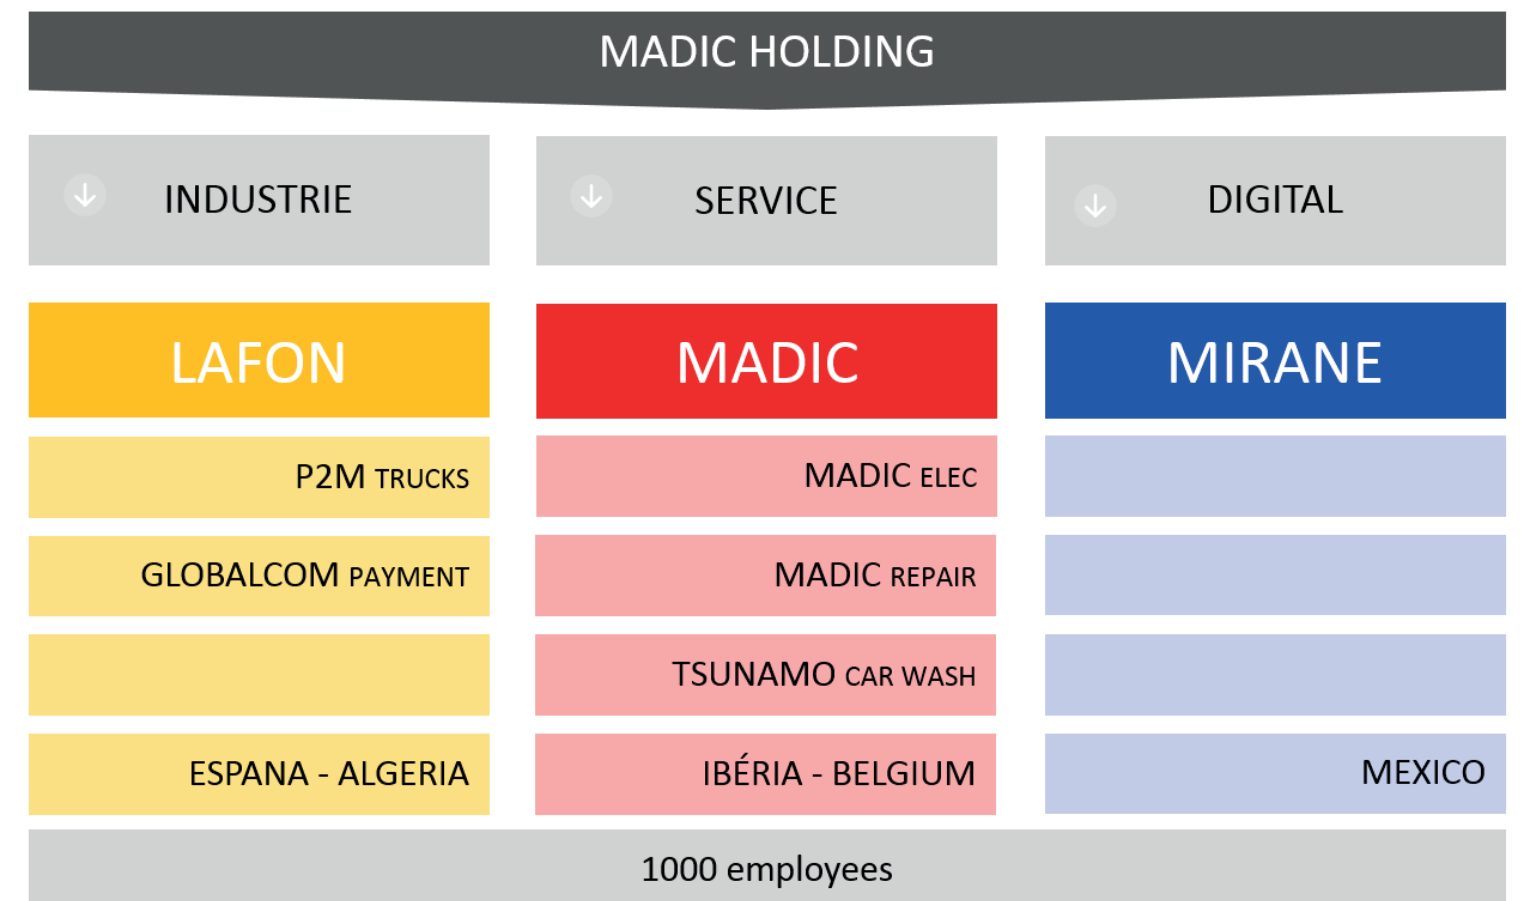 MADIC HOLDING
INDUSTRIE
SERVICE
DIGITAL
LAFON
MADIC
MIRANE
P2M TRUCKS
MADIC ELEC
GLOBALCOM PAYMENT
MADIC REPAIR
TSUNAMO CAR WASH
ESPANA - ALGERIA
IBÉRIA - BELGIUM
MEXICO
1000 employees